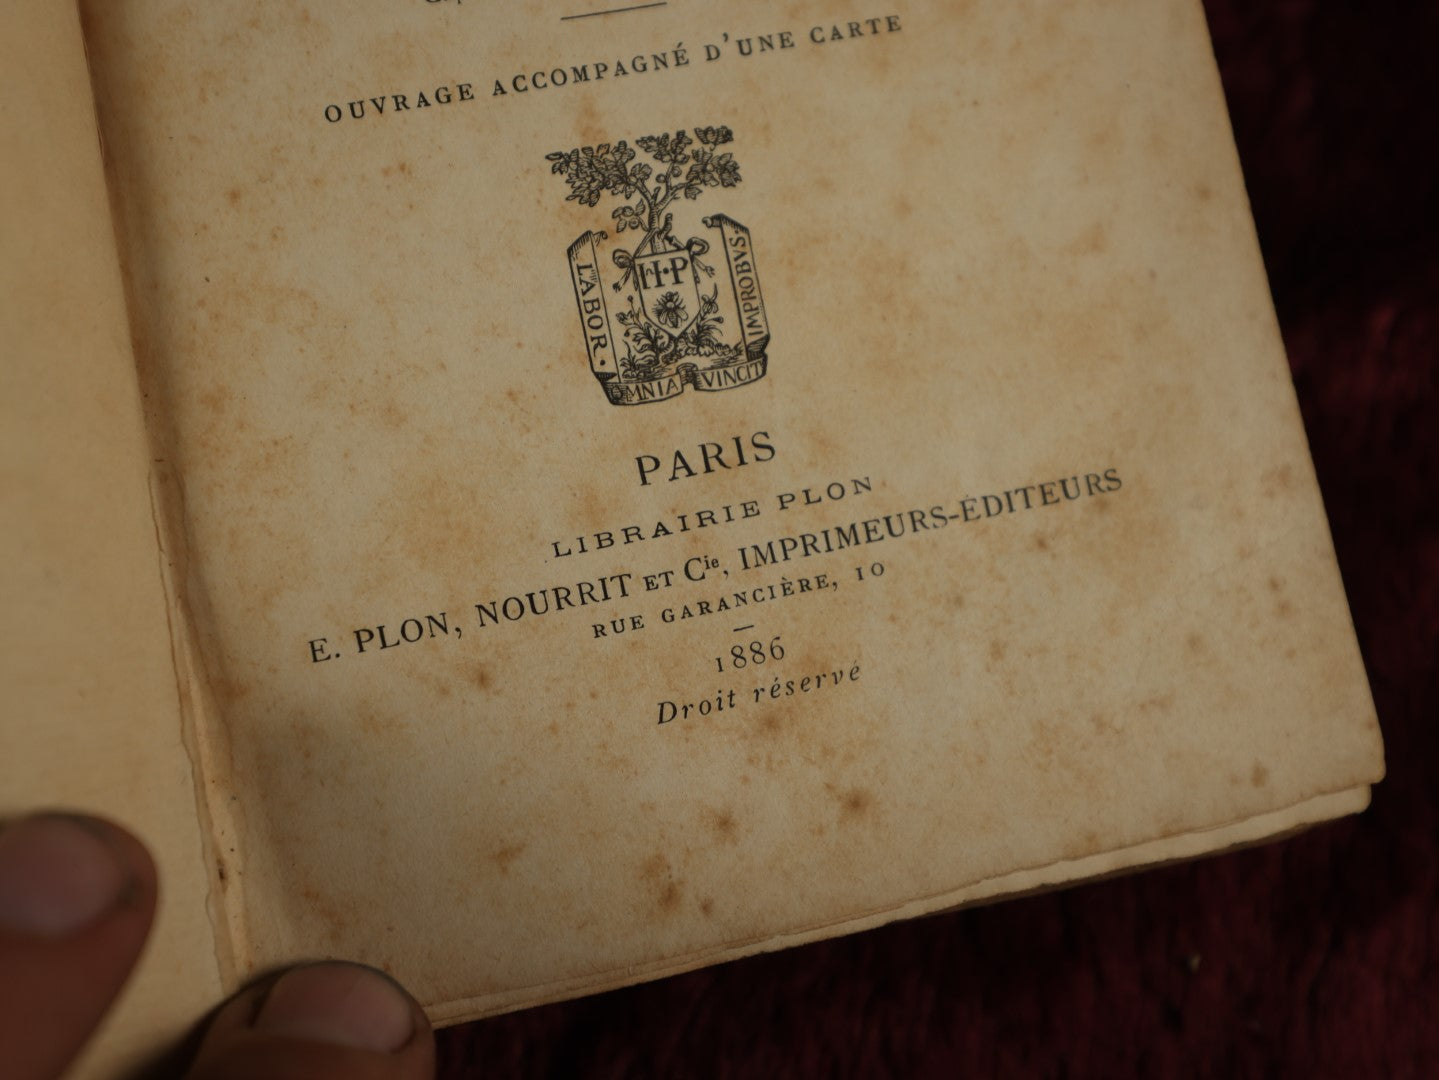 OUVRAGE ACCOMPAGNÉ D'UNE CARTE
LABOR · IMPROBVS ·
H·P
OMNIA VINCIT
PARIS
LIBRAIRIE PLON
E. PLON, NOURRIT ET Cie, IMPRIMEURS-ÉDITEURS
RUE GARANCIÈRE, 10
1886
Droit réservé